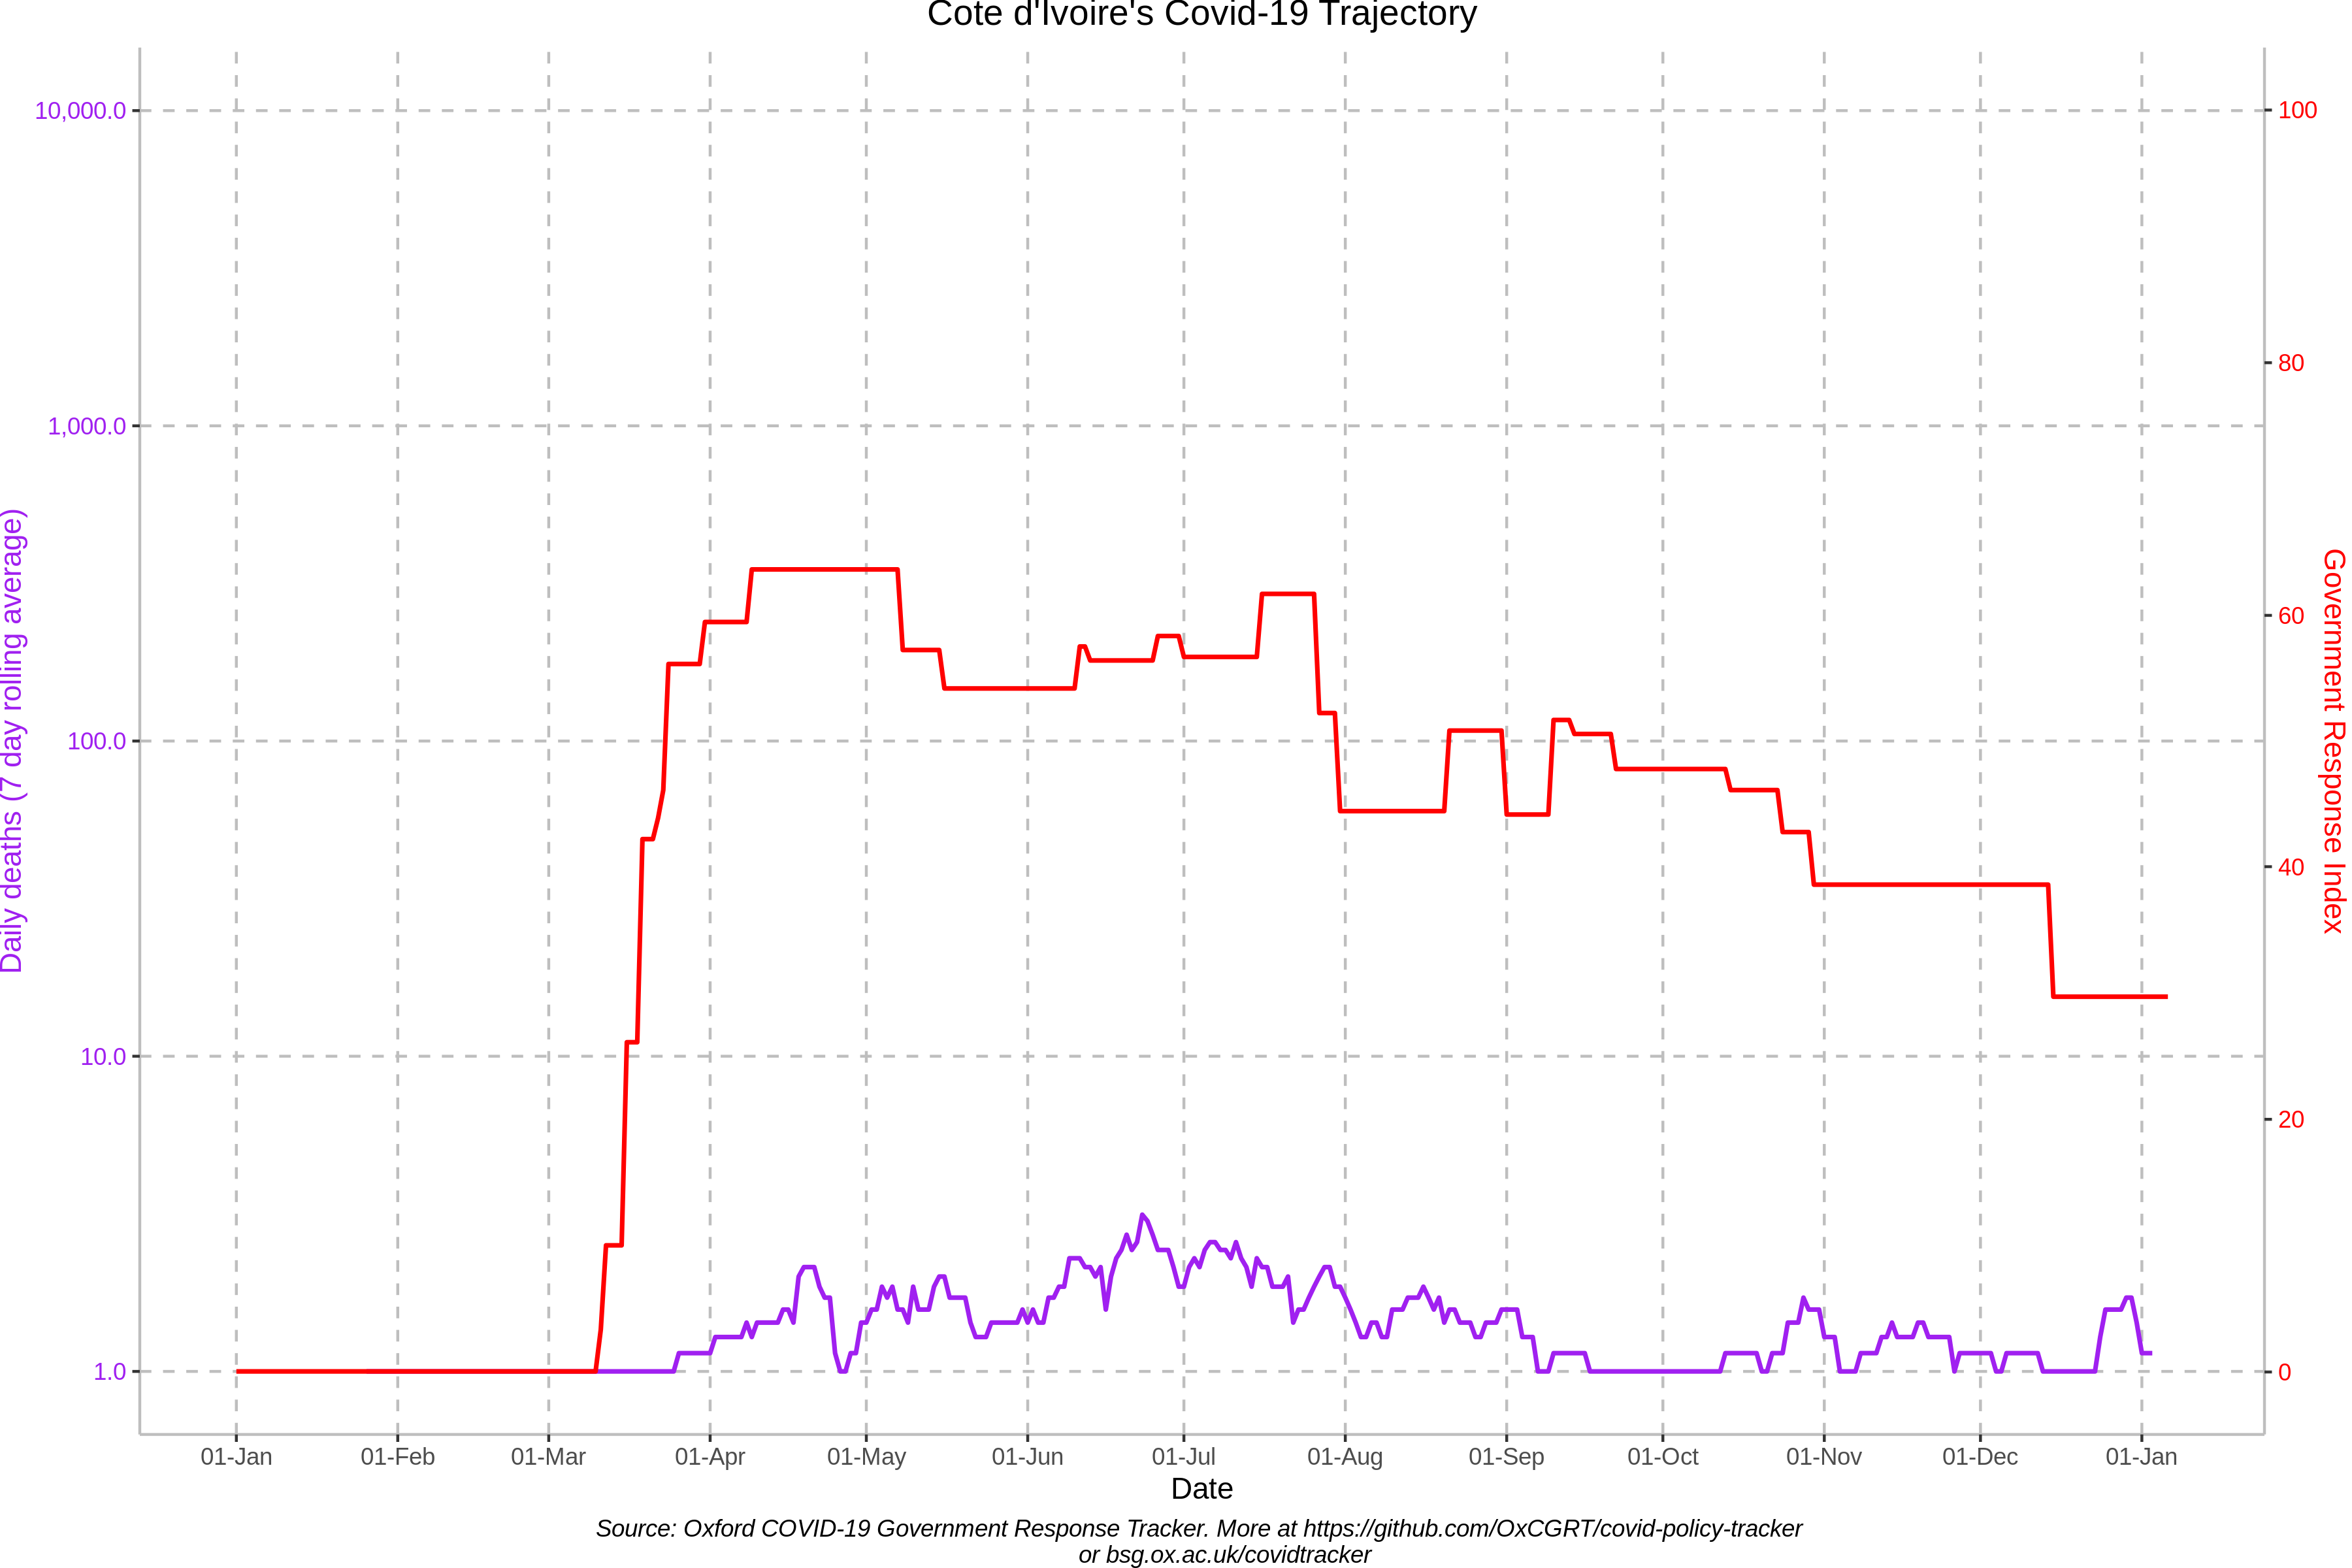 Cote d'Ivoire's Covid-19 Trajectory
Daily deaths (7 day rolling average)
10,000.0
1,000.0
100.0
10.0
1.0
100
80
60
40
20
0
Government Response Index
01-Jan
01-Feb
01-Mar
01-Apr
01-May
01-Jun
01-Jul
01-Aug
01-Sep
01-Oct
01-Nov
01-Dec
01-Jan
Date
Source: Oxford COVID-19 Government Response Tracker. More at https://github.com/OxCGRT/covid-policy-tracker
or bsg.ox.ac.uk/covidtracker